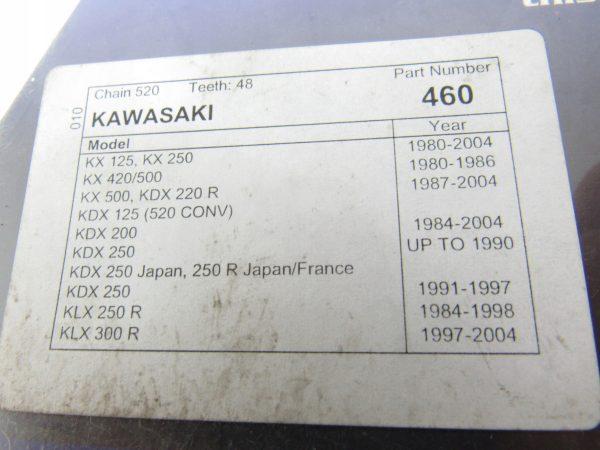 this
Chain 520 Teeth: 48 Part Number
010 KAWASAKI 460
Model Year
KX 125, KX 250 1980-2004
KX 420/500 1980-1986
KX 500, KDX 220 R 1987-2004
KDX 125 (520 CONV)
KDX 200 1984-2004
KDX 250 UP TO 1990
KDX 250 Japan, 250 R Japan/France
KDX 250 1991-1997
KLX 250 R 1984-1998
KLX 300 R 1997-2004